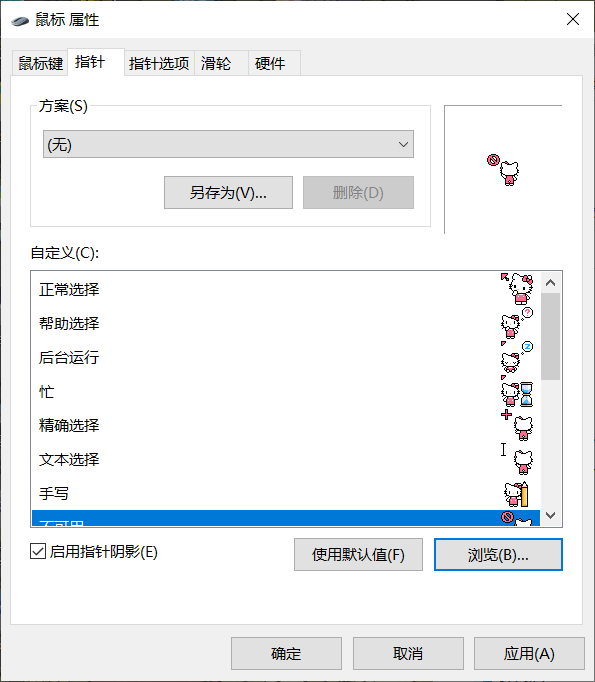 鼠标 属性
鼠标键 指针 指针选项 滑轮 硬件
方案(S)
(无)
另存为(V)... 删除(D)
自定义(C):
正常选择
帮助选择
后台运行
忙
精确选择
文本选择
手写
不可用
启用指针阴影(E) 使用默认值(F) 浏览(B)...
确定 取消 应用(A)